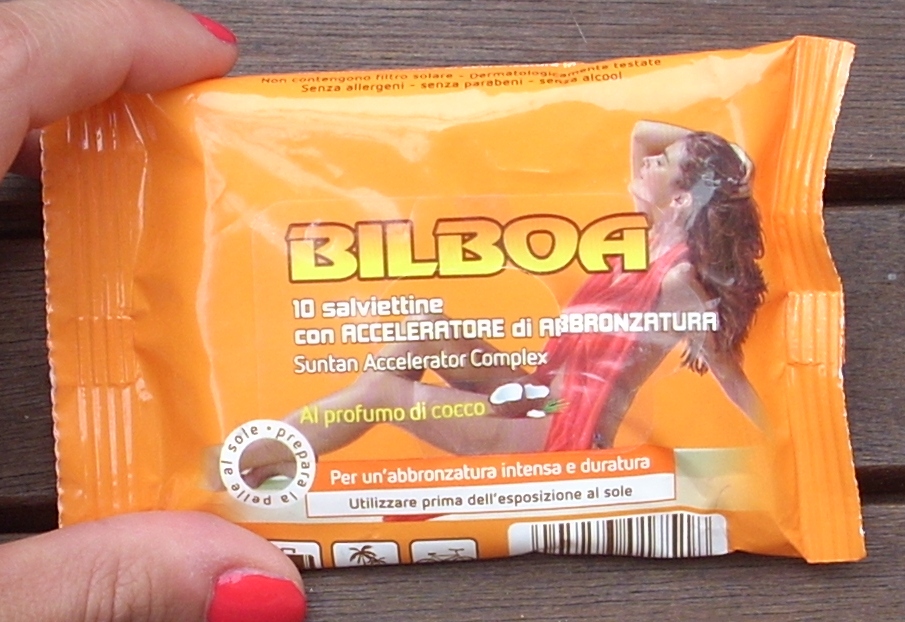 Non contengono filtro solare - Dermatologicamente testate
Senza allergeni - senza parabeni - senza alcool
BILBOA
10 salviettine
con ACCELERATORE di ABBRONZATURA
Suntan Accelerator Complex
Al profumo di cocco
prepara la pelle al sole •
Per un'abbronzatura intensa e duratura
Utilizzare prima dell'esposizione al sole